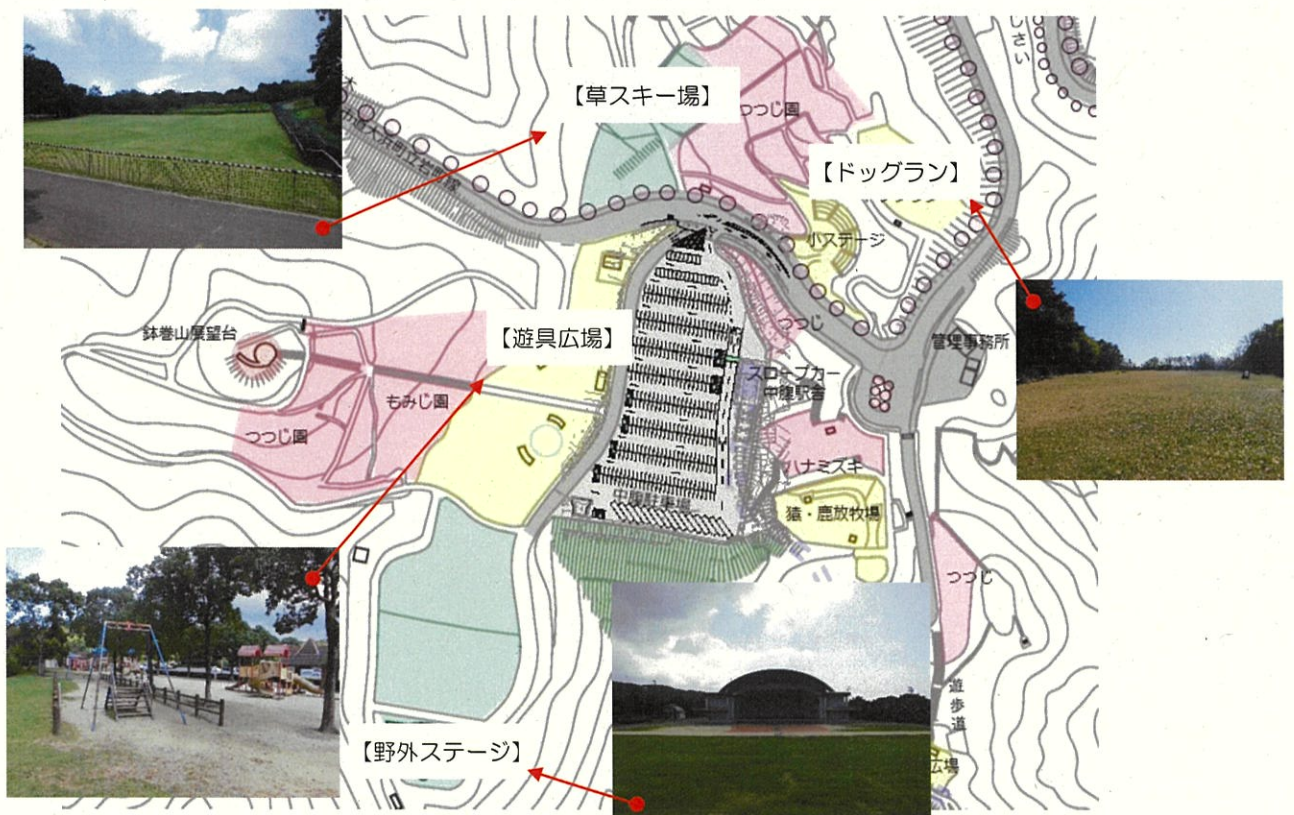 じさい
【草スキー場】
つつじ園
【ドッグラン】
小ステージ
鉢巻山展望台
【遊具広場】
つつじ
管理事務所
スロープカー
中腹駅舎
もみじ園
つつじ園
ハナミズキ
中腹駐車場
猿・鹿放牧場
つつじ
遊歩道
【野外ステージ】
広場